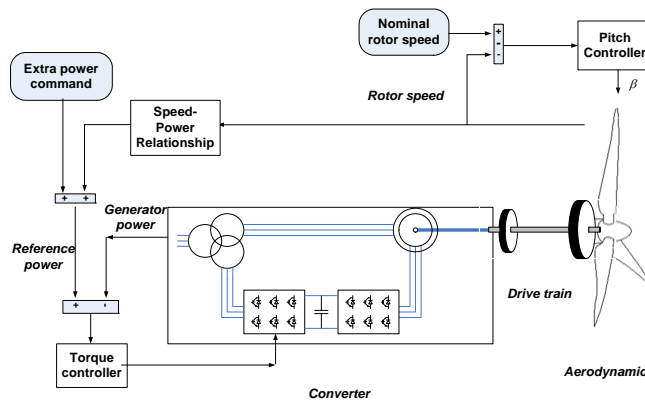 Nominal
rotor speed
+
-
-
Pitch
Controller
β
Extra power
command
Rotor speed
Speed-
Power
Relationship
+ +
Generator
power
Reference
power
+ -
Drive train
Torque
controller
Converter
Aerodynamic